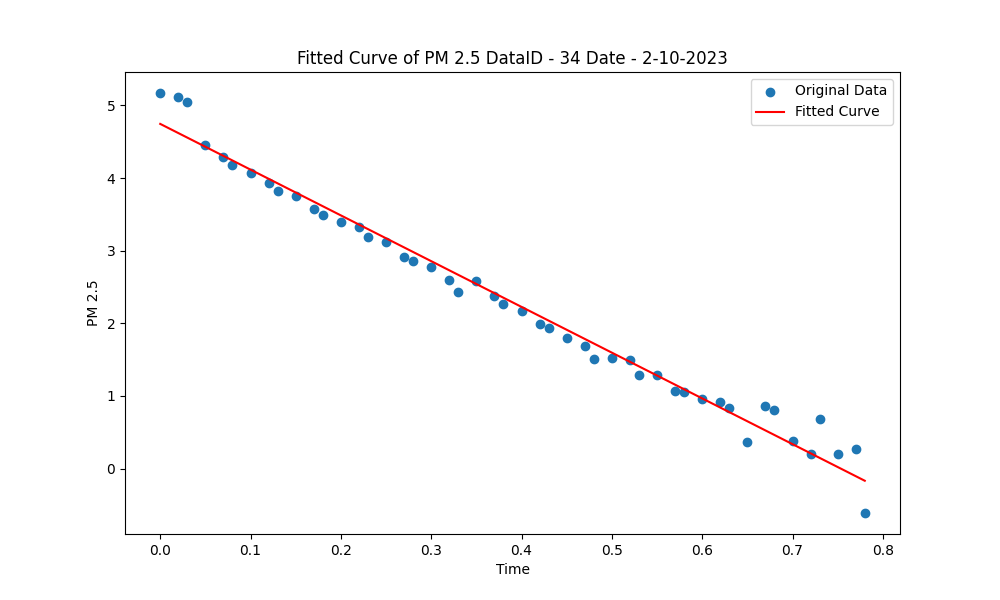 Fitted Curve of PM 2.5 DataID - 34 Date - 2-10-2023
Original Data
Fitted Curve
PM 2.5
5
4
3
2
1
0
0.0 0.1 0.2 0.3 0.4 0.5 0.6 0.7 0.8
Time